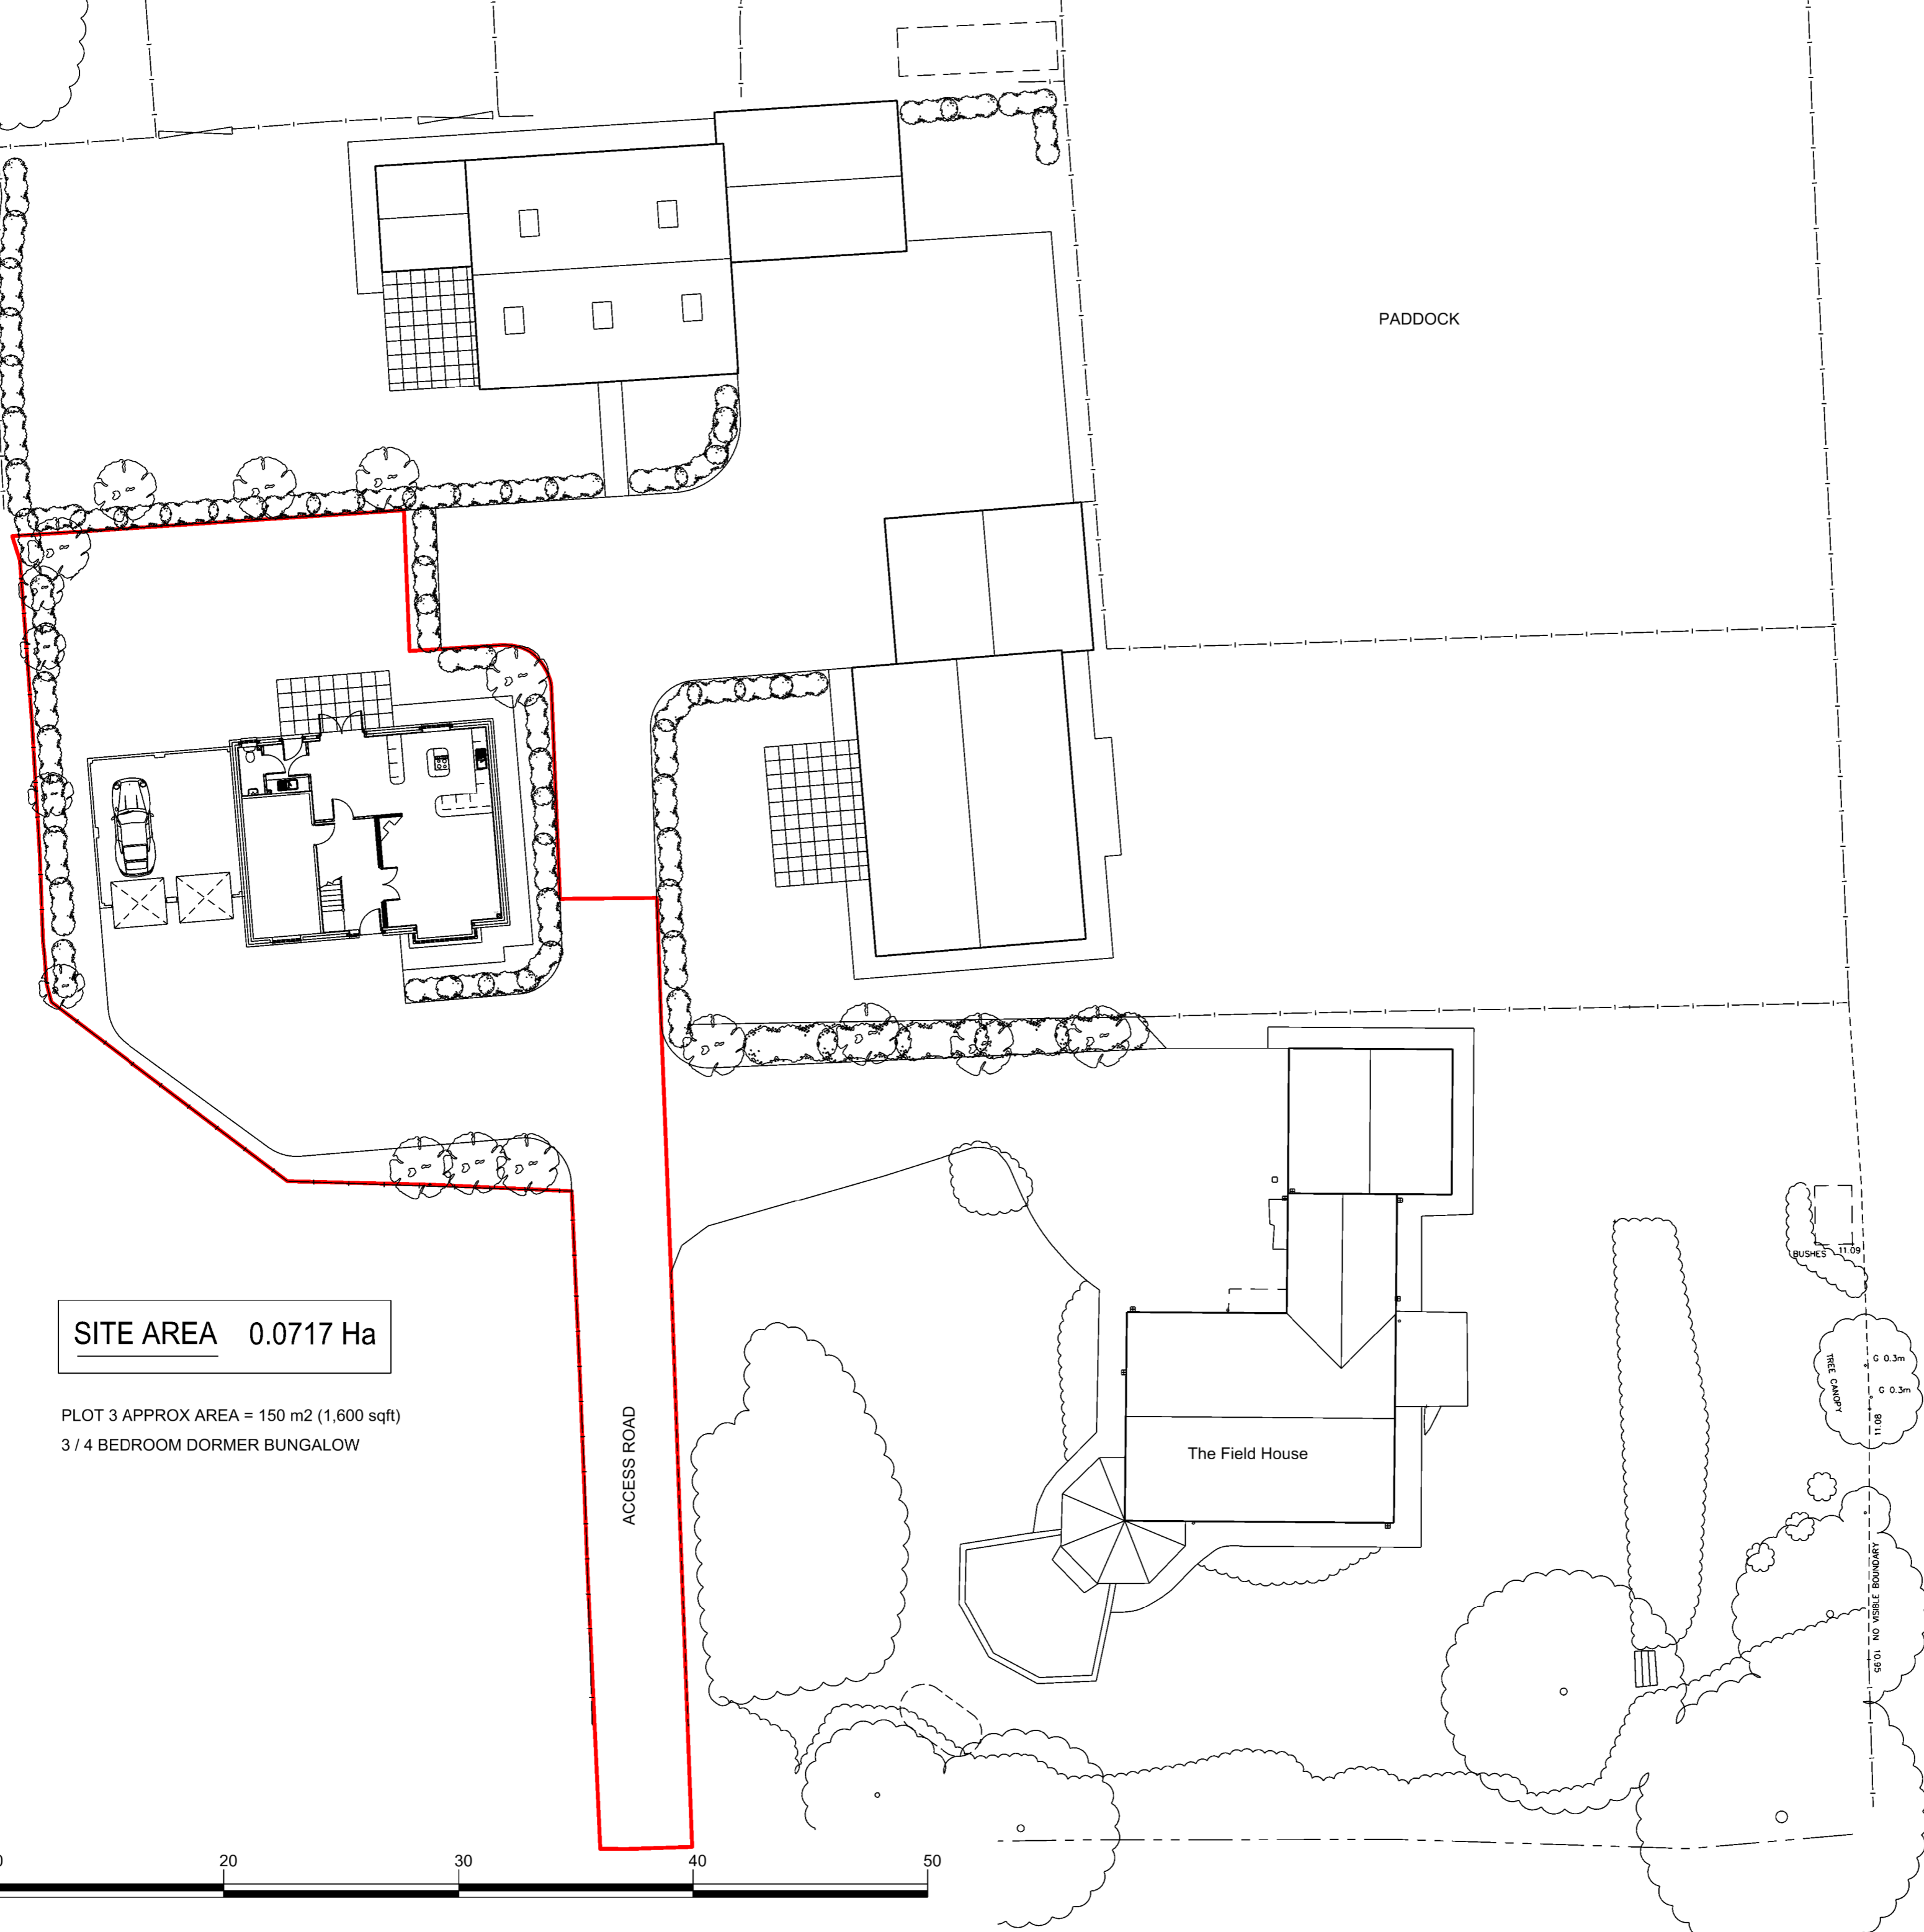 PADDOCK
SITE AREA 0.0717 Ha
PLOT 3 APPROX AREA = 150 m2 (1,600 sqft)
3 / 4 BEDROOM DORMER BUNGALOW
ACCESS ROAD
The Field House
BUSHES 11.09
TREE CANOPY
G 0.3m
G 0.3m
11.08
NO VISIBLE BOUNDARY
10.95
0 20 30 40 50